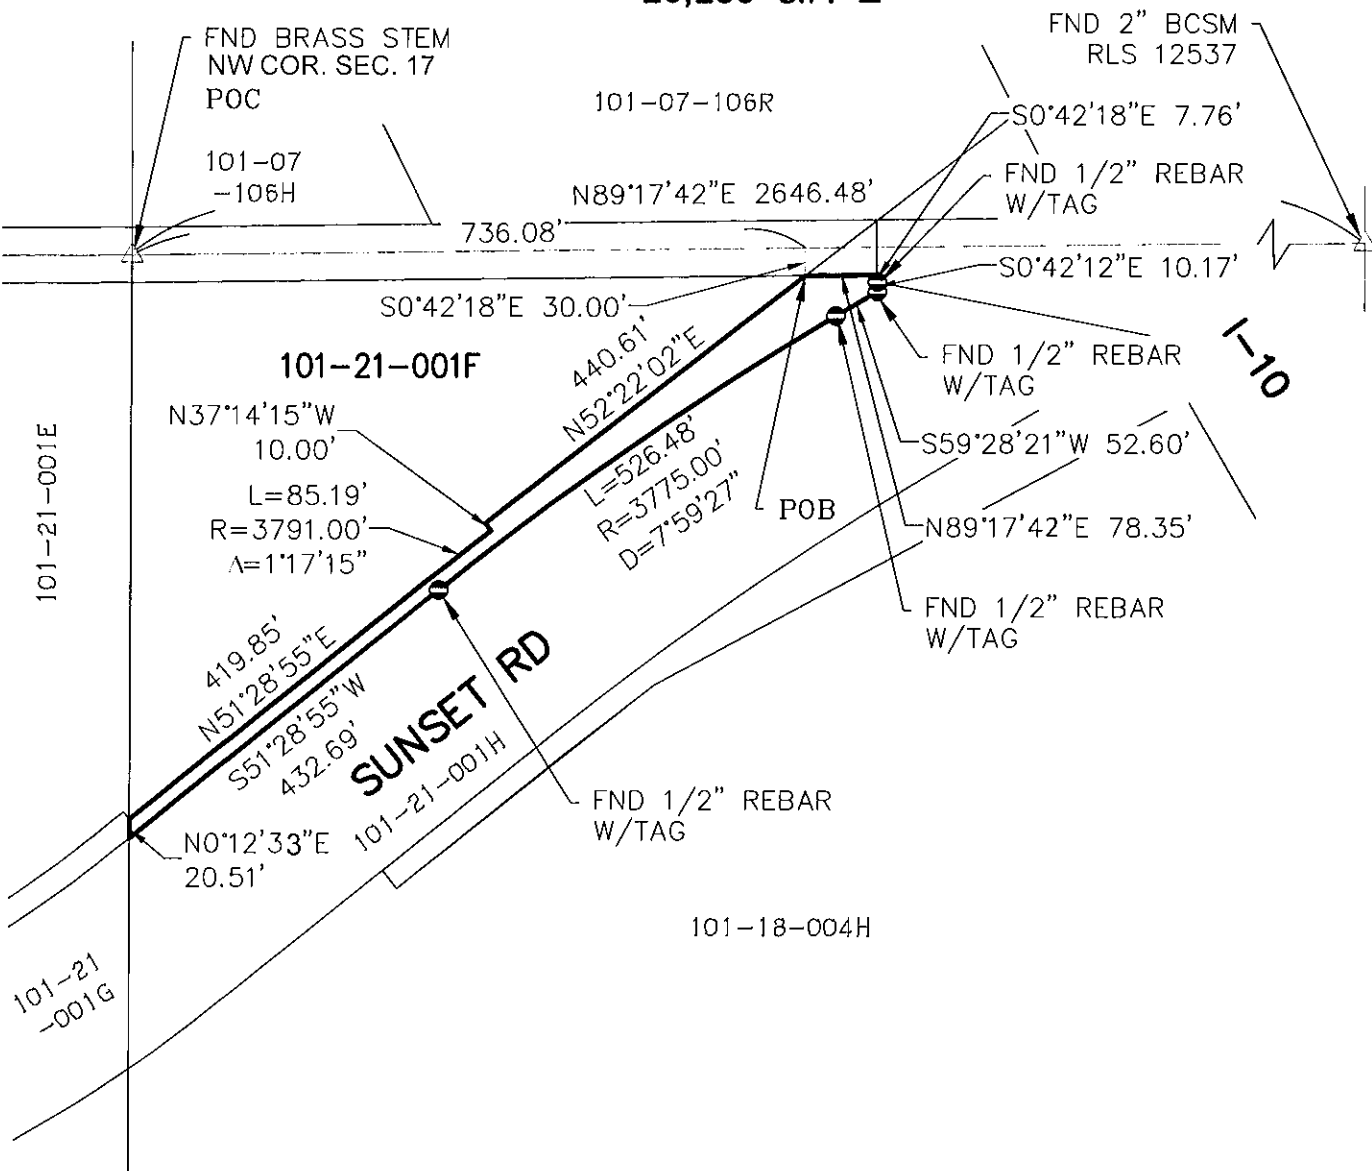 FND BRASS STEM
NW COR. SEC. 17
POC
FND 2" BCSM
RLS 12537
101-07-106R
S0°42'18"E 7.76'
101-07
-106H
N89°17'42"E 2646.48'
FND 1/2" REBAR
W/TAG
736.08'
S0°42'12"E 10.17'
S0°42'18"E 30.00'
101-21-001F
440.61'
N52°22'02"E
FND 1/2" REBAR
W/TAG
I-10
N37°14'15"W
10.00'
S59°28'21"W 52.60'
101-21-001E
L=85.19'
R=3791.00'
Δ=1°17'15"
L=526.48'
R=3775.00'
D=7°59'27"
POB
N89°17'42"E 78.35'
FND 1/2" REBAR
W/TAG
419.85'
N51°28'55"E
S51°28'55"W
432.69'
SUNSET RD
101-21-001H
FND 1/2" REBAR
W/TAG
N0°12'33"E
20.51'
101-18-004H
101-21
-001G